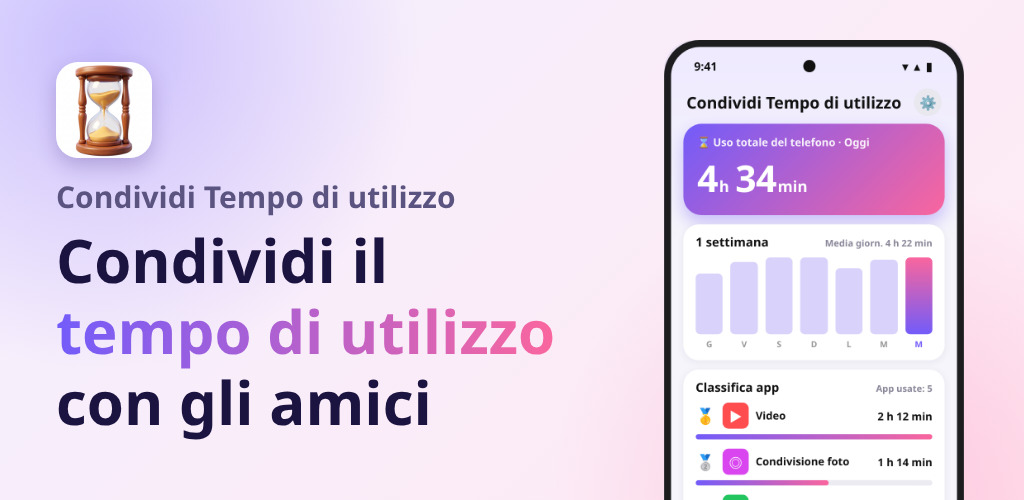 Condividi Tempo di utilizzo
Condividi il
tempo di utilizzo
con gli amici
9:41
Condividi Tempo di utilizzo
Uso totale del telefono · Oggi
4h 34min
1 settimana
Media giorn. 4 h 22 min
G V S D L M M
Classifica app
App usate: 5
1 Video 2 h 12 min
2 Condivisione foto 1 h 14 min